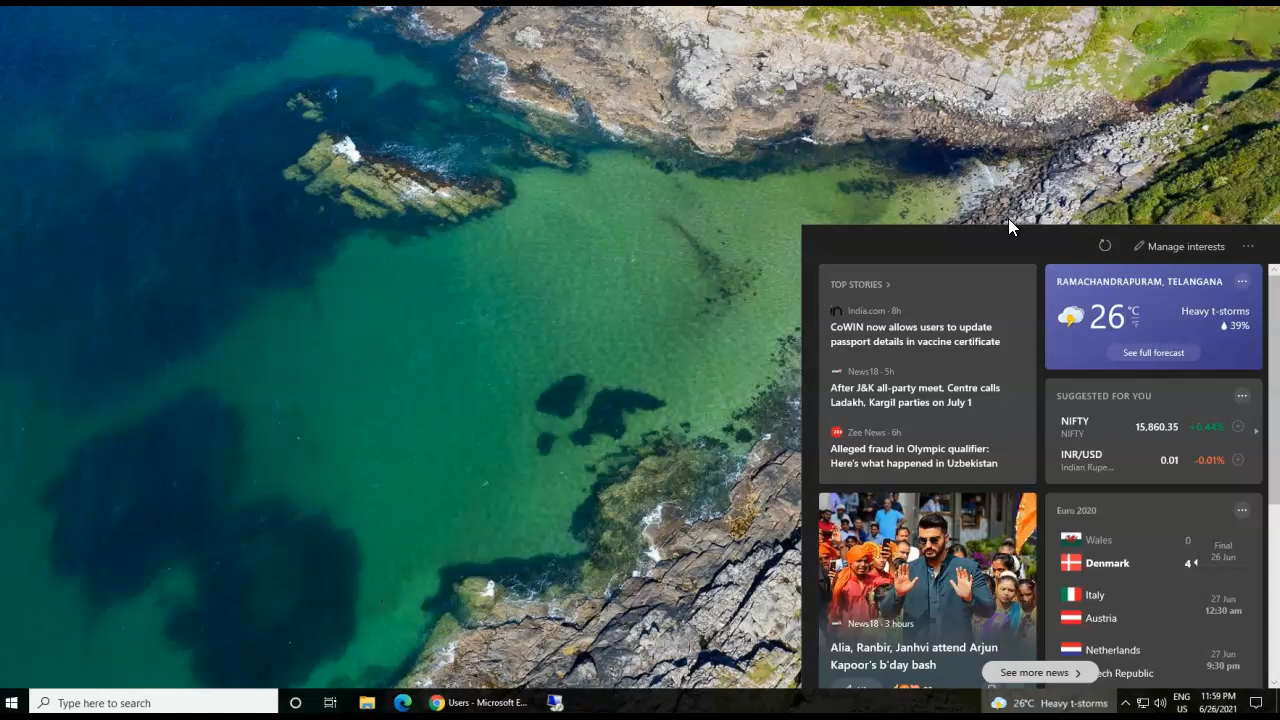 Manage interests
TOP STORIES
India.com · 8h
CoWIN now allows users to update
passport details in vaccine certificate
News18 · 5h
After J&K all-party meet, Centre calls
Ladakh, Kargil parties on July 1
Zee News · 6h
Alleged fraud in Olympic qualifier:
Here's what happened in Uzbekistan
News18 · 3 hours
Alia, Ranbir, Janhvi attend Arjun
Kapoor's b'day bash
RAMACHANDRAPURAM, TELANGANA
26 °C
°F
Heavy t-storms
39%
See full forecast
SUGGESTED FOR YOU
NIFTY 15,860.35 +0.44%
NIFTY
INR/USD 0.01 -0.01%
Indian Rupe...
Euro 2020
Wales 0
Denmark 4
Final
26 Jun
Italy
Austria
27 Jun
12:30 am
Netherlands
ech Republic
27 Jun
9:30 pm
See more news
Type here to search
Users - Microsoft E...
26°C Heavy t-storms
ENG
US
11:59 PM
6/26/2021